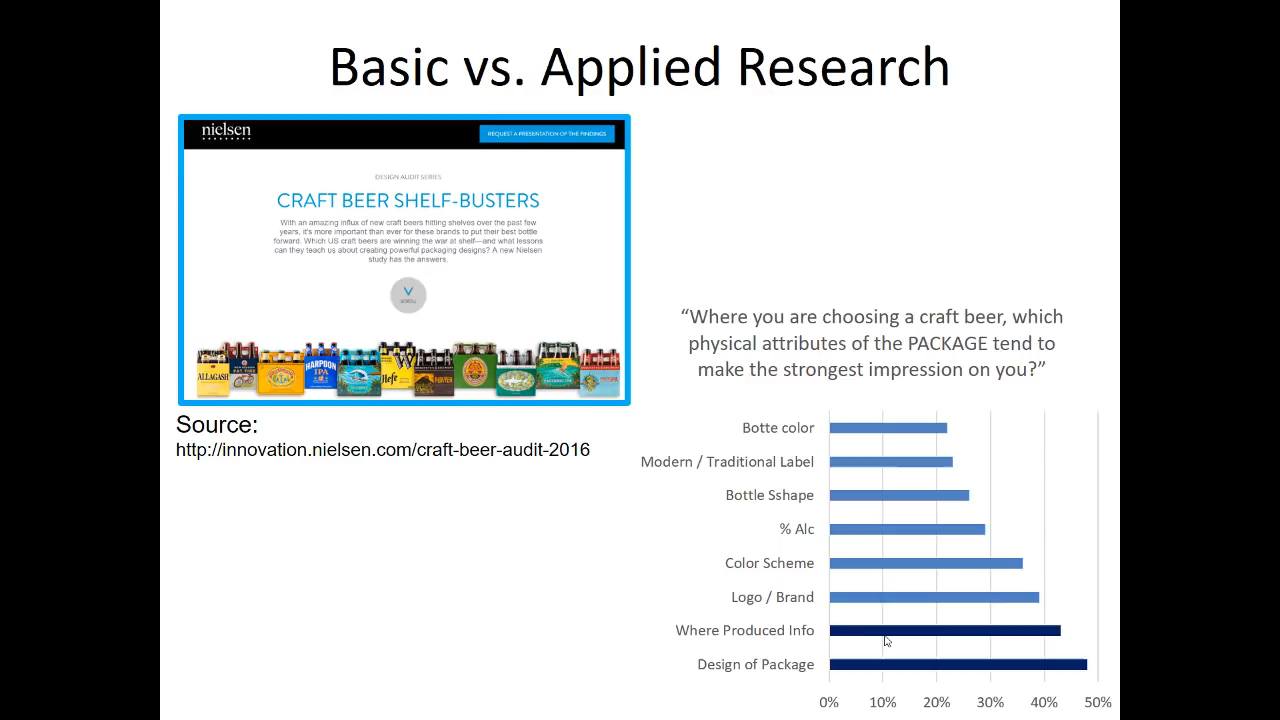 Basic vs. Applied Research
nielsen
REQUEST A PRESENTATION OF THE FINDINGS
DESIGN AUDIT SERIES
CRAFT BEER SHELF-BUSTERS
With an amazing influx of new craft beers hitting shelves over the past few
years, it's more important than ever for these brands to put their best bottle
forward. Which US craft beers are winning the war at shelf—and what lessons
can they teach us about creating powerful packaging designs? A new Nielsen
study has the answers.
SCROLL
ALLAGASH
HARPOON
IPA
Hefe
W
PORTER
Source:
http://innovation.nielsen.com/craft-beer-audit-2016
“Where you are choosing a craft beer, which
physical attributes of the PACKAGE tend to
make the strongest impression on you?”
Botte color
Modern / Traditional Label
Bottle Sshape
% Alc
Color Scheme
Logo / Brand
Where Produced Info
Design of Package
0% 10% 20% 30% 40% 50%